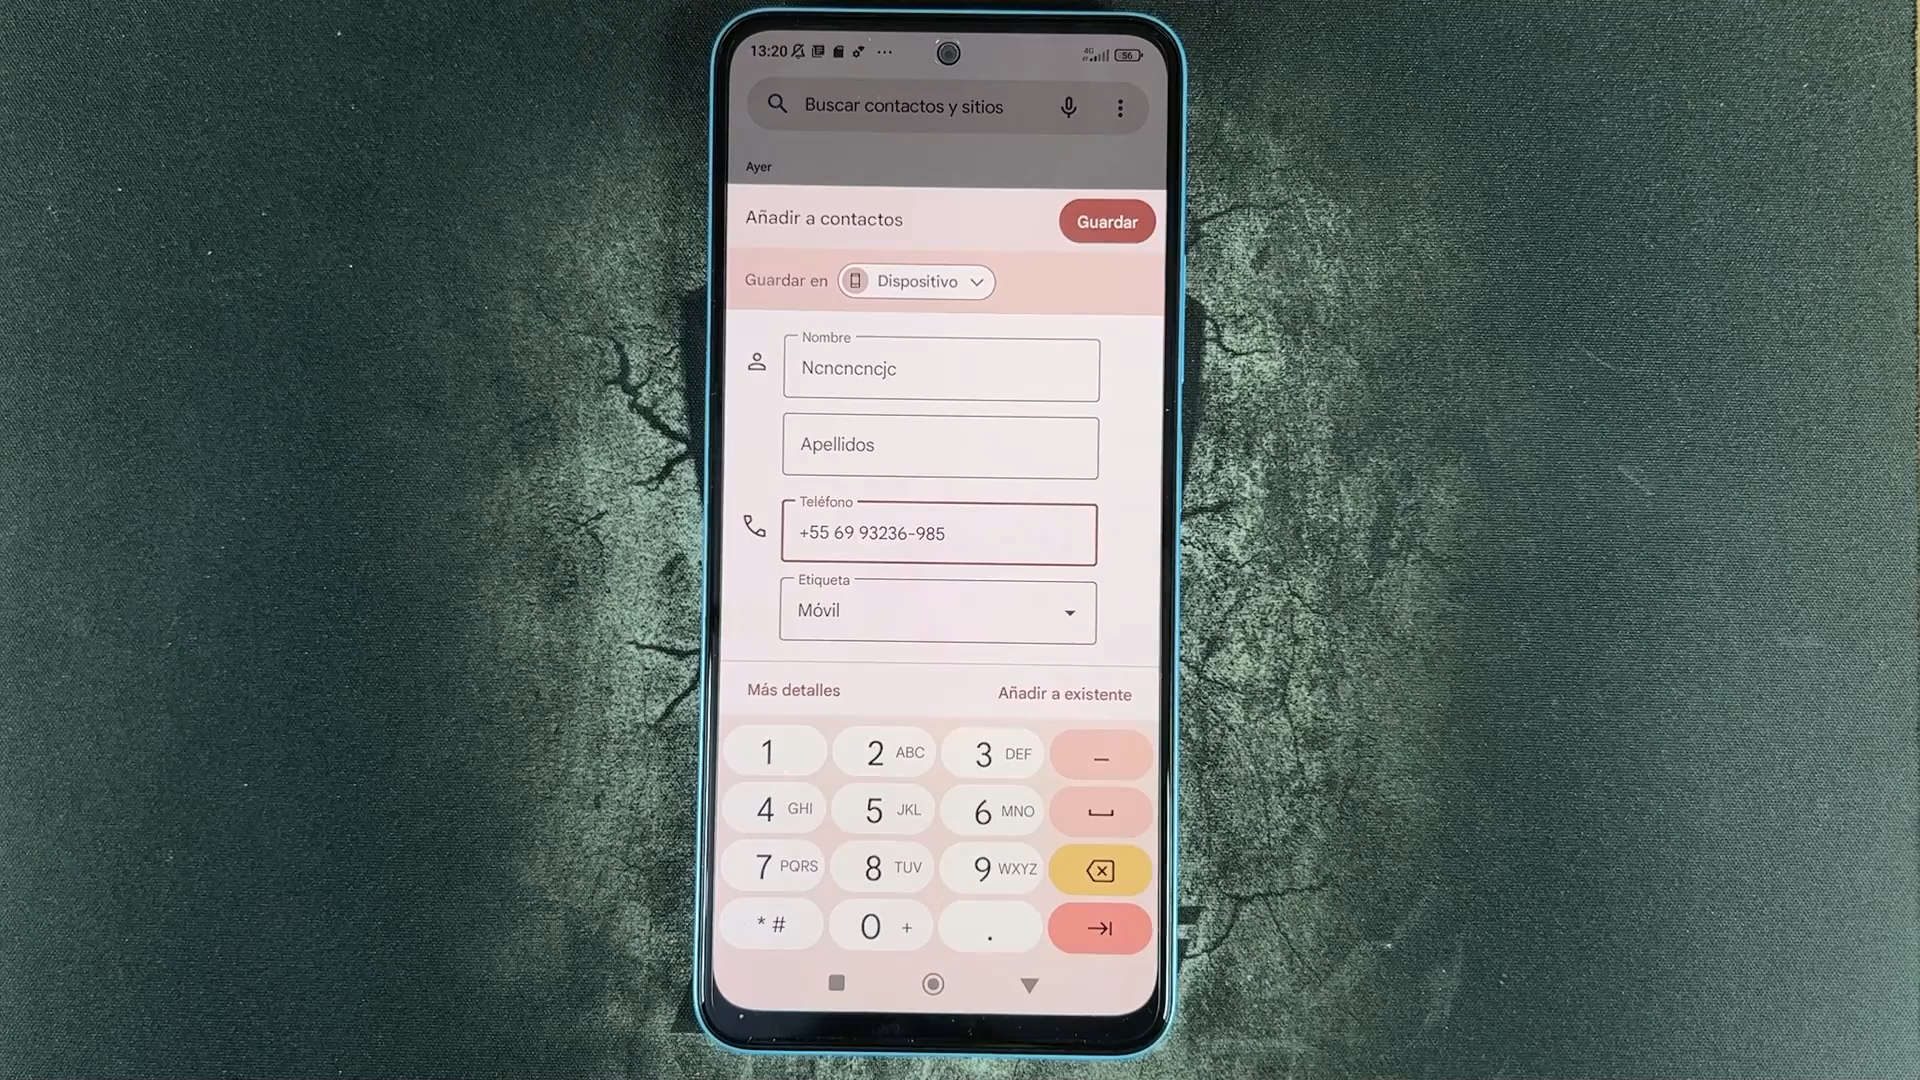 13:20
4G
56
Buscar contactos y sitios
Ayer
Añadir a contactos
Guardar
Guardar en
Dispositivo
Nombre
Ncncncncjc
Apellidos
Teléfono
+55 69 93236-985
Etiqueta
Móvil
Más detalles
Añadir a existente
1
2 ABC
3 DEF
–
4 GHI
5 JKL
6 MNO
7 PQRS
8 TUV
9 WXYZ
* #
0 +
.